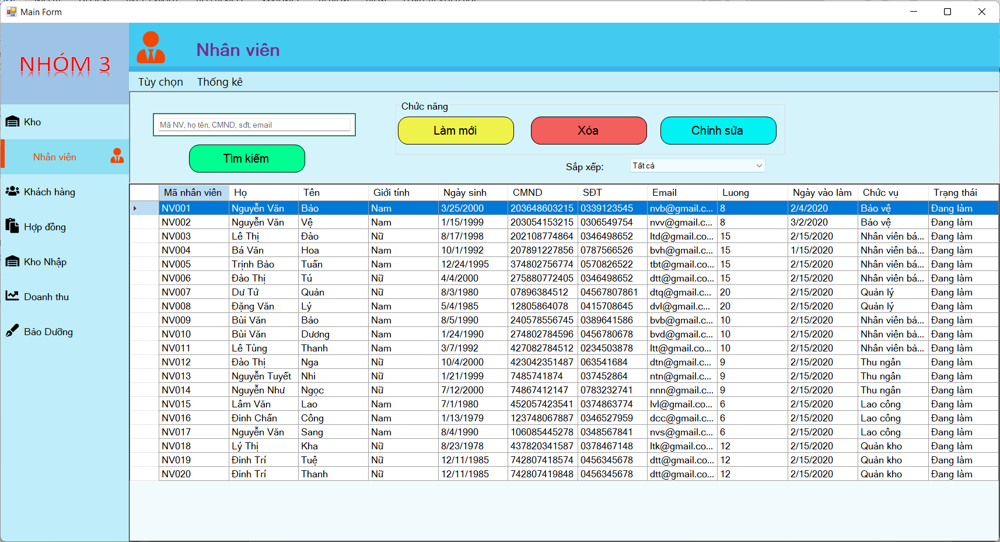 Main Form
NHÓM 3
Nhân viên
Tùy chọn Thống kê
Kho
Nhân viên
Khách hàng
Hợp đồng
Kho Nhập
Doanh thu
Bảo Dưỡng
Mã NV, họ tên, CMND, sđt, email
Tìm kiếm
Chức năng
Làm mới Xóa Chỉnh sửa
Sắp xếp: Tất cả
Mã nhân viên Họ Tên Giới tính Ngày sinh CMND SĐT Email Luong Ngày vào làm Chức vụ Trạng thái
NV001 Nguyễn Văn Bảo Nam 3/25/2000 203648603215 0339123545 nvb@gmail.c... 8 2/4/2020 Bảo vệ Đang làm
NV002 Nguyễn Văn Vệ Nam 1/15/1999 203054153215 0306549754 nvv@gmail.c... 8 3/2/2020 Bảo vệ Đang làm
NV003 Lê Thị Đào Nữ 8/17/1998 202108774864 0346498652 ltd@gmail.co... 15 2/15/2020 Nhân viên bá... Đang làm
NV004 Bá Văn Hoa Nam 10/1/1992 207891227856 0787566526 bvh@gmail.c... 15 1/15/2020 Nhân viên bá... Đang làm
NV005 Trịnh Bảo Tuấn Nam 12/24/1995 374802756774 0570826522 tbt@gmail.co... 15 2/15/2020 Nhân viên bá... Đang làm
NV006 Đào Thị Tú Nữ 4/4/2000 275880772405 0346498652 dtt@gmail.co... 15 2/15/2020 Nhân viên bá... Đang làm
NV007 Dư Tứ Quản Nữ 8/3/1980 07896384512 04567807861 dtq@gmail.c... 20 2/15/2020 Quản lý Đang làm
NV008 Đặng Văn Lý Nam 5/4/1985 12805864078 0415708645 dvl@gmail.c... 20 2/15/2020 Quản lý Đang làm
NV009 Bùi Văn Bảo Nam 8/5/1990 240578556745 0389641586 bvb@gmail.c... 10 2/15/2020 Nhân viên bả... Đang làm
NV010 Bùi Văn Dương Nam 1/24/1990 274802784596 0456780678 bvd@gmail.c... 10 2/15/2020 Nhân viên bả... Đang làm
NV011 Lê Tùng Thanh Nam 3/7/1992 427082784512 0234503878 ltt@gmail.co... 10 2/15/2020 Nhân viên bả... Đang làm
NV012 Đào Thị Nga Nữ 10/4/2000 423042351487 063541684 dtn@gmail.c... 9 2/15/2020 Thu ngân Đang làm
NV013 Nguyễn Tuyết Nhi Nữ 1/21/1999 7485741874 037452864 ntn@gmail.c... 9 2/15/2020 Thu ngân Đang làm
NV014 Nguyễn Như Ngọc Nữ 7/12/2000 74867412147 0783232741 nnn@gmail.c... 9 2/15/2020 Thu ngân Đang làm
NV015 Lâm Văn Lao Nam 7/1/1980 452057423541 0374863774 lvl@gmail.co... 6 2/15/2020 Lao công Đang làm
NV016 Đinh Chấn Công Nam 1/13/1979 123748067887 0346527959 dcc@gmail.c... 6 2/15/2020 Lao công Đang làm
NV017 Nguyễn Văn Sang Nam 8/4/1990 106085445278 0348567841 nvs@gmail.c... 6 2/15/2020 Lao công Đang làm
NV018 Lý Thị Kha Nữ 8/23/1978 437820341587 0378467148 ltk@gmail.co... 12 2/15/2020 Quản kho Đang làm
NV019 Đinh Trí Tuệ Nữ 12/11/1985 742807418574 0456345678 dtt@gmail.co... 12 2/15/2020 Quản kho Đang làm
NV020 Đinh Trí Thanh Nữ 12/11/1985 742807419848 0456345678 dtt@gmail.co... 12 2/15/2020 Quản kho Đang làm